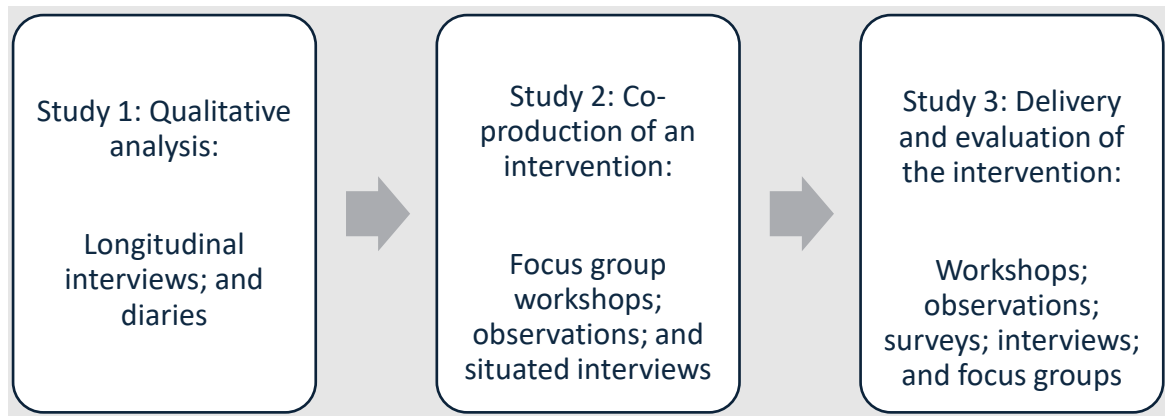 Study 1: Qualitative
analysis:
Longitudinal
interviews; and
diaries
Study 2: Co-
production of an
intervention:
Focus group
workshops;
observations; and
situated interviews
Study 3: Delivery
and evaluation of
the intervention:
Workshops;
observations;
surveys; interviews;
and focus groups